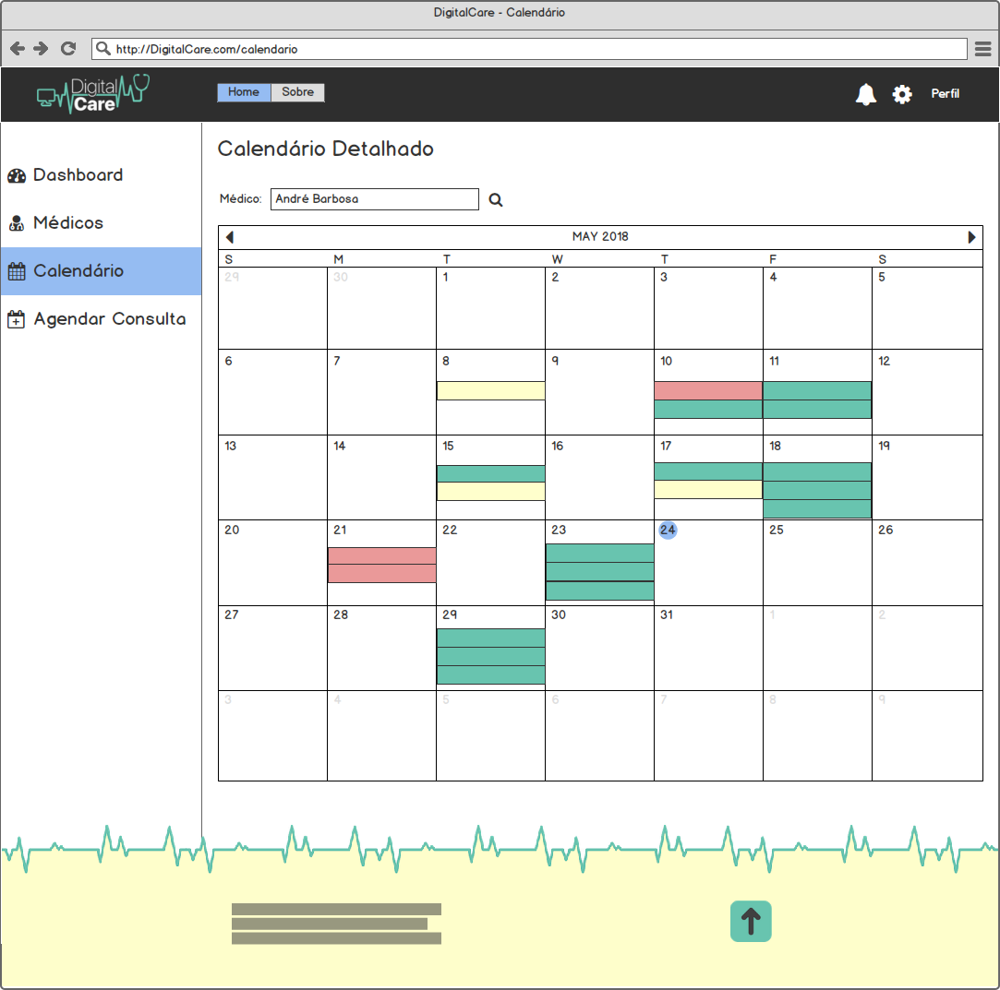 DigitalCare - Calendário
http://DigitalCare.com/calendario
Digital
Care
Home Sobre
Perfil
Dashboard
Médicos
Calendário
Agendar Consulta
Calendário Detalhado
Médico: André Barbosa
MAY 2018
S M T W T F S
29 30 1 2 3 4 5
6 7 8 9 10 11 12
13 14 15 16 17 18 19
20 21 22 23 24 25 26
27 28 29 30 31 1 2
3 4 5 6 7 8 9